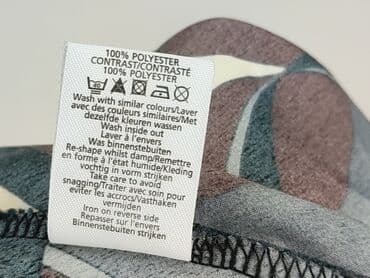 100% POLYESTER
CONTRAST/CONTRASTÉ
100% POLYESTER
40
Wash with similar colours/Laver
avec des couleurs similaires/Met
dezelfde kleuren wassen
Wash inside out
Laver à l'envers
Was binnenstebuiten
Re-shape whilst damp/Remettre
en forme à l'état humide/Kleding
vochtig in vorm strijken
Take care to avoid
snagging/Traiter avec soin pour
éviter les accrocs/Vasthaken
vermijden
Iron on reverse side
Repasser sur l'envers
Binnenstebuiten strijken